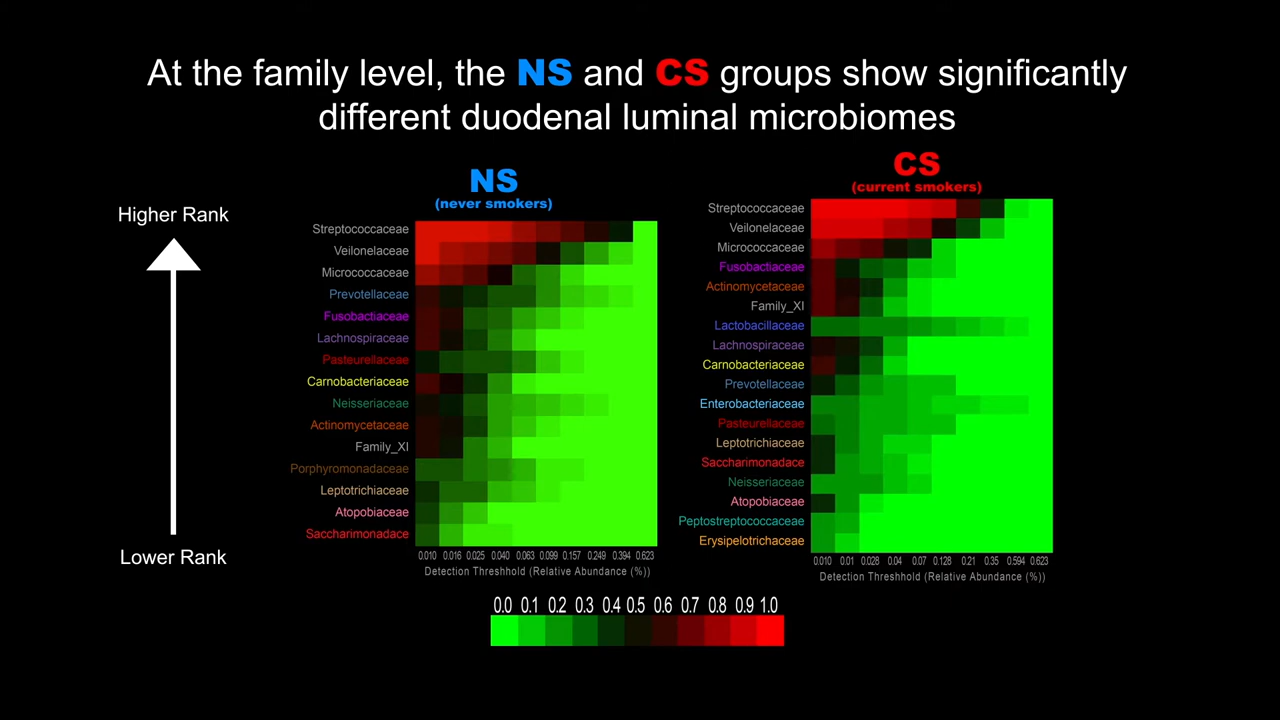 At the family level, the NS and CS groups show significantly
different duodenal luminal microbiomes
NS
(never smokers)
CS
(current smokers)
Higher Rank
Lower Rank
Streptococcaceae
Veilonelaceae
Micrococcaceae
Prevotellaceae
Fusobactiaceae
Lachnospiraceae
Pasteurellaceae
Carnobacteriaceae
Neisseriaceae
Actinomycetaceae
Family_XI
Porphyromonadaceae
Leptotrichiaceae
Atopobiaceae
Saccharimonadace
0.010 0.016 0.025 0.040 0.063 0.099 0.157 0.249 0.394 0.623
Detection Threshhold (Relative Abundance (%))
Streptococcaceae
Veilonelaceae
Micrococcaceae
Fusobactiaceae
Actinomycetaceae
Family_XI
Lactobacillaceae
Lachnospiraceae
Carnobacteriaceae
Prevotellaceae
Enterobacteriaceae
Pasteurellaceae
Leptotrichiaceae
Saccharimonadace
Neisseriaceae
Atopobiaceae
Peptostreptococcaceae
Erysipelotrichaceae
0.010 0.01 0.028 0.04 0.07 0.128 0.21 0.35 0.594 0.623
Detection Threshhold (Relative Abundance (%))
0.0 0.1 0.2 0.3 0.4 0.5 0.6 0.7 0.8 0.9 1.0